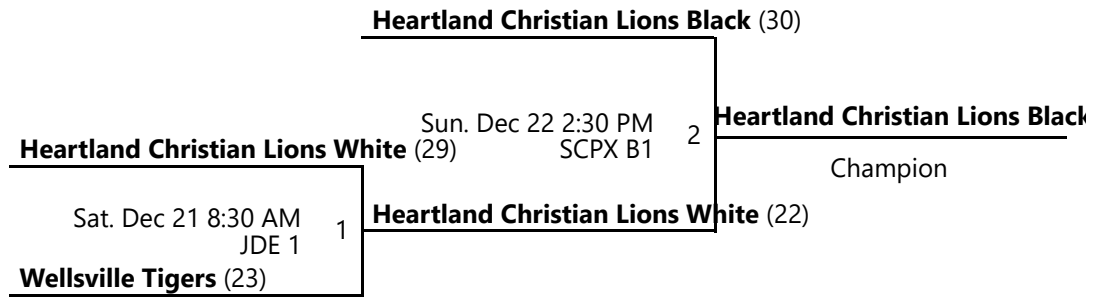 Heartland Christian Lions Black (30)
Sun. Dec 22 2:30 PM
SCPX B1
2
Heartland Christian Lions Black
Champion
Heartland Christian Lions White (29)
Sat. Dec 21 8:30 AM
JDE 1
1
Heartland Christian Lions White (22)
Wellsville Tigers (23)